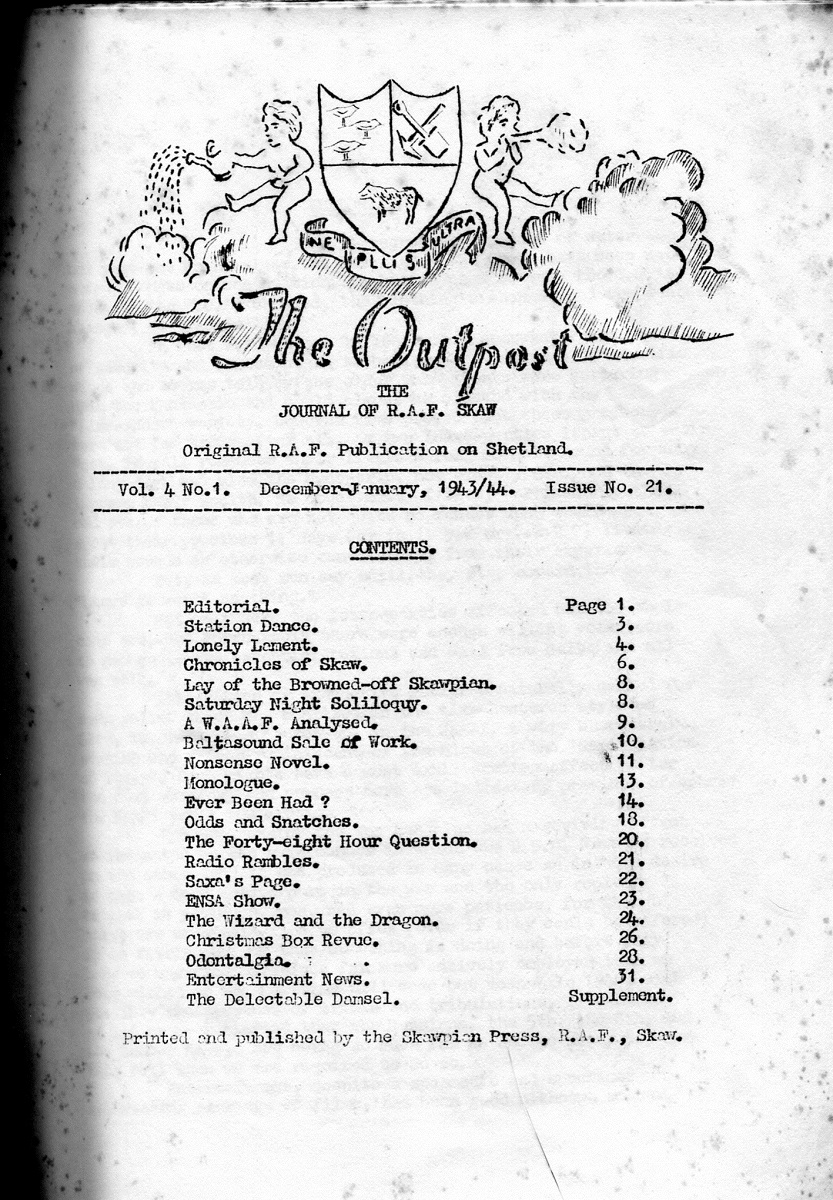 NE PLUS ULTRA
The Outpost
THE
JOURNAL OF R.A.F. SKAW
Original R.A.F. Publication on Shetland.
Vol. 4 No.1. December-January, 1943/44. Issue No. 21.
CONTENTS.
Editorial. Page 1.
Station Dance. 3.
Lonely Lament. 4.
Chronicles of Skaw. 6.
Lay of the Browned-off Skawpian. 8.
Saturday Night Soliloquy. 8.
A W.A.A.F. Analysed. 9.
Baltasound Sale of Work. 10.
Nonsense Novel. 11.
Monologue. 13.
Ever Been Had ? 14.
Odds and Snatches. 18.
The Forty-eight Hour Question. 20.
Radio Rambles. 21.
Saxa's Page. 22.
ENSA Show. 23.
The Wizard and the Dragon. 24.
Christmas Box Revue. 26.
Odontalgia. 28.
Entertainment News. 31.
The Delectable Damsel. Supplement.
Printed and published by the Skawpian Press, R.A.F., Skaw.